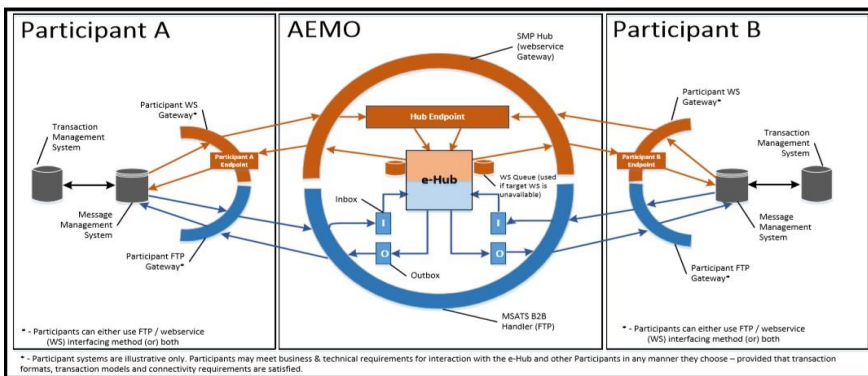 Participant A
AEMO
Participant B
SMP Hub
(webservice
Gateway)
Participant WS
Gateway*
Participant WS
Gateway*
Transaction
Management
System
Hub Endpoint
Transaction
Management
System
Participant A
Endpoint
Participant B
Endpoint
e-Hub
WS Queue (used
if target WS is
unavailable)
Inbox
I
I
Message
Management
System
Message
Management
System
O
O
Outbox
Participant FTP
Gateway*
Participant FTP
Gateway*
MSATS B2B
Handler (FTP)
* - Participants can either use FTP / webservice
(WS) interfacing method (or) both
* - Participants can either use FTP / webservice
(WS) interfacing method (or) both
* - Participant systems are illustrative only. Participants may meet business & technical requirements for interaction with the e-Hub and other Participants in any manner they choose – provided that transaction
formats, transaction models and connectivity requirements are satisfied.